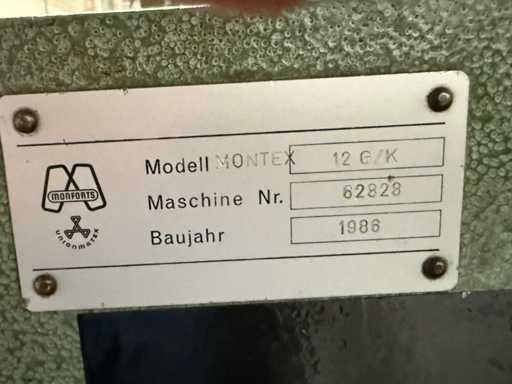 Modell MONTEX 12 G/K
MONFORTS
Maschine Nr. 62828
UNIONMATEX
Baujahr 1986